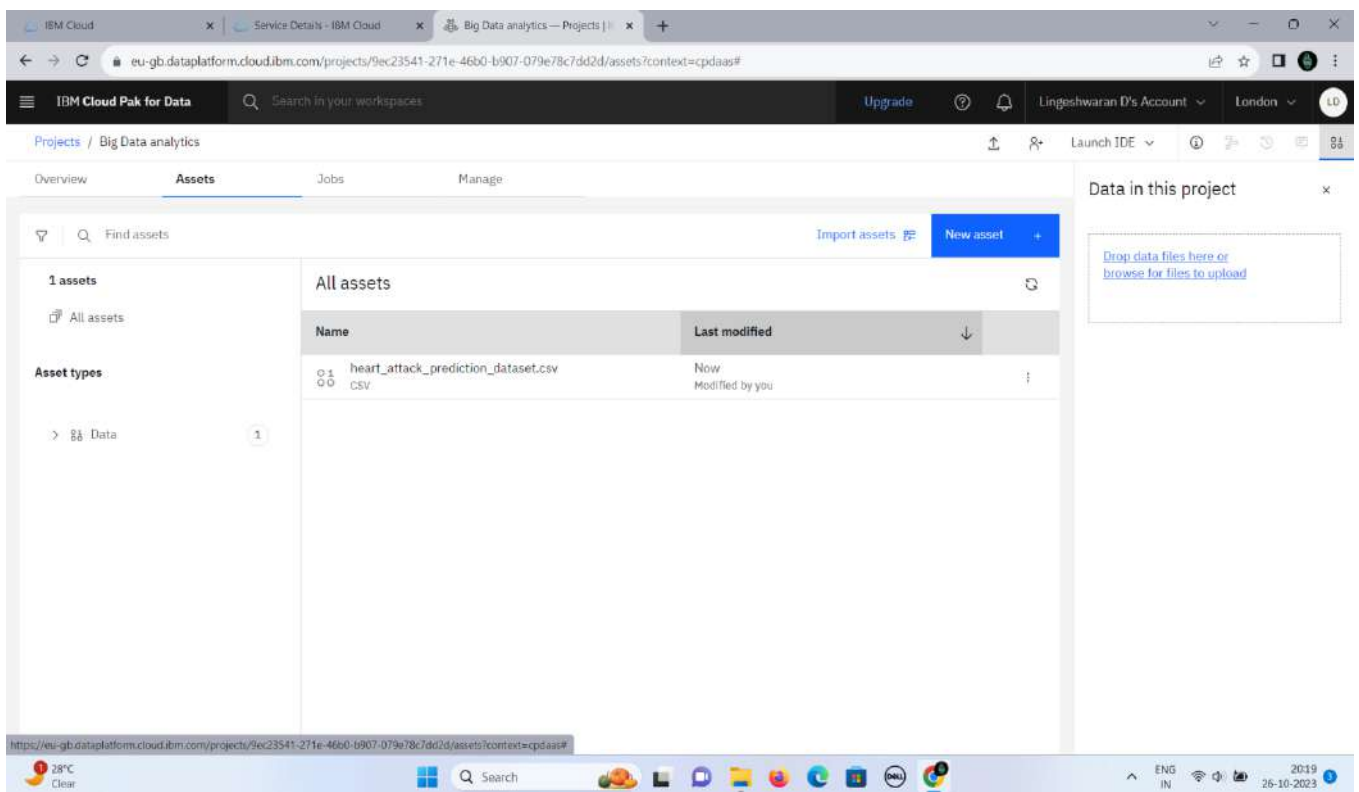 IBM Cloud
Service Details - IBM Cloud
Big Data analytics — Projects |
eu-gb.dataplatform.cloud.ibm.com/projects/9ec23541-271e-46b0-b907-079e78c7dd2d/assets?context=cpdaas#
IBM Cloud Pak for Data
Search in your workspaces
Upgrade
Lingeshwaran D's Account
London
LD
Projects / Big Data analytics
Launch IDE
Overview
Assets
Jobs
Manage
Data in this project
Find assets
Import assets
New asset +
Drop data files here or
browse for files to upload
1 assets
All assets
All assets
Name
Last modified
Asset types
heart_attack_prediction_dataset.csv
CSV
Now
Modified by you
Data
1
https://eu-gb.dataplatform.cloud.ibm.com/projects/9ec23541-271e-46b0-b907-079e78c7dd2d/assets?context=cpdaas#
1
28°C
Clear
Search
DELL
ENG
IN
20:19
26-10-2023
3